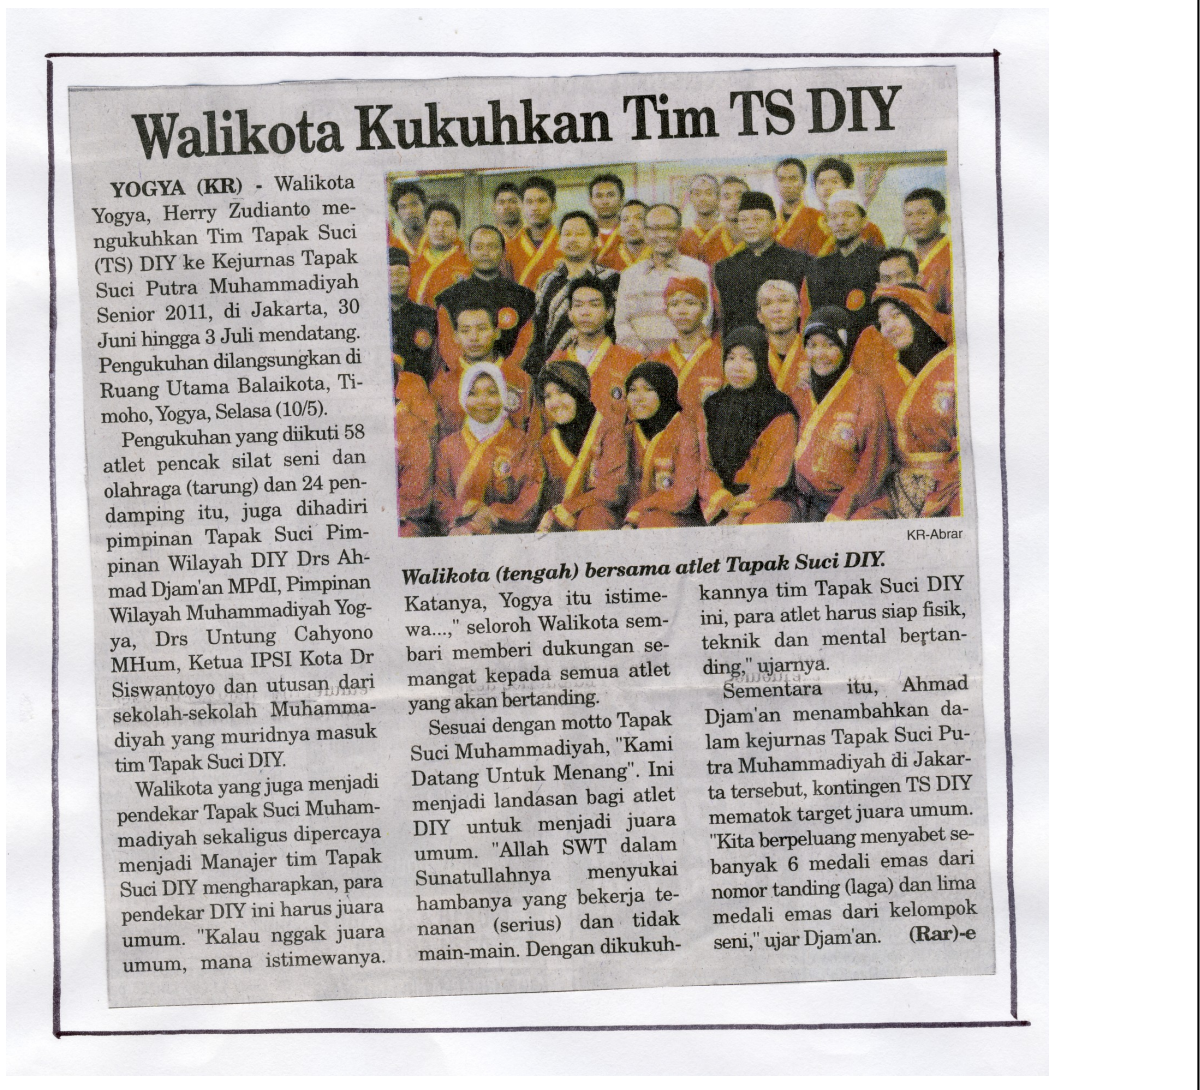 Walikota Kukuhkan Tim TS DIY
YOGYA (KR) - Walikota
Yogya, Herry Zudianto me-
ngukuhkan Tim Tapak Suci
(TS) DIY ke Kejurnas Tapak
Suci Putra Muhammadiyah
Senior 2011, di Jakarta, 30
Juni hingga 3 Juli mendatang.
Pengukuhan dilangsungkan di
Ruang Utama Balaikota, Ti-
moho, Yogya, Selasa (10/5).
Pengukuhan yang diikuti 58
atlet pencak silat seni dan
olahraga (tarung) dan 24 pen-
damping itu, juga dihadiri
pimpinan Tapak Suci Pim-
pinan Wilayah DIY Drs Ah-
mad Djam'an MPdI, Pimpinan
Wilayah Muhammadiyah Yog-
ya, Drs Untung Cahyono
MHum, Ketua IPSI Kota Dr
Siswantoyo dan utusan dari
sekolah-sekolah Muhamma-
diyah yang muridnya masuk
tim Tapak Suci DIY.
Walikota yang juga menjadi
pendekar Tapak Suci Muham-
madiyah sekaligus dipercaya
menjadi Manajer tim Tapak
Suci DIY mengharapkan, para
pendekar DIY ini harus juara
umum. "Kalau nggak juara
umum, mana istimewanya.
KR-Abrar
Walikota (tengah) bersama atlet Tapak Suci DIY.
Katanya, Yogya itu istime-
wa...," seloroh Walikota sem-
bari memberi dukungan se-
mangat kepada semua atlet
yang akan bertanding.
Sesuai dengan motto Tapak
Suci Muhammadiyah, "Kami
Datang Untuk Menang". Ini
menjadi landasan bagi atlet
DIY untuk menjadi juara
umum. "Allah SWT dalam
Sunatullahnya menyukai
hambanya yang bekerja te-
nanan (serius) dan tidak
main-main. Dengan dikukuh-
kannya tim Tapak Suci DIY
ini, para atlet harus siap fisik,
teknik dan mental bertan-
ding," ujarnya.
Sementara itu, Ahmad
Djam'an menambahkan da-
lam kejurnas Tapak Suci Pu-
tra Muhammadiyah di Jakar-
ta tersebut, kontingen TS DIY
mematok target juara umum.
"Kita berpeluang menyabet se-
banyak 6 medali emas dari
nomor tanding (laga) dan lima
medali emas dari kelompok
seni," ujar Djam'an. (Rar)-e